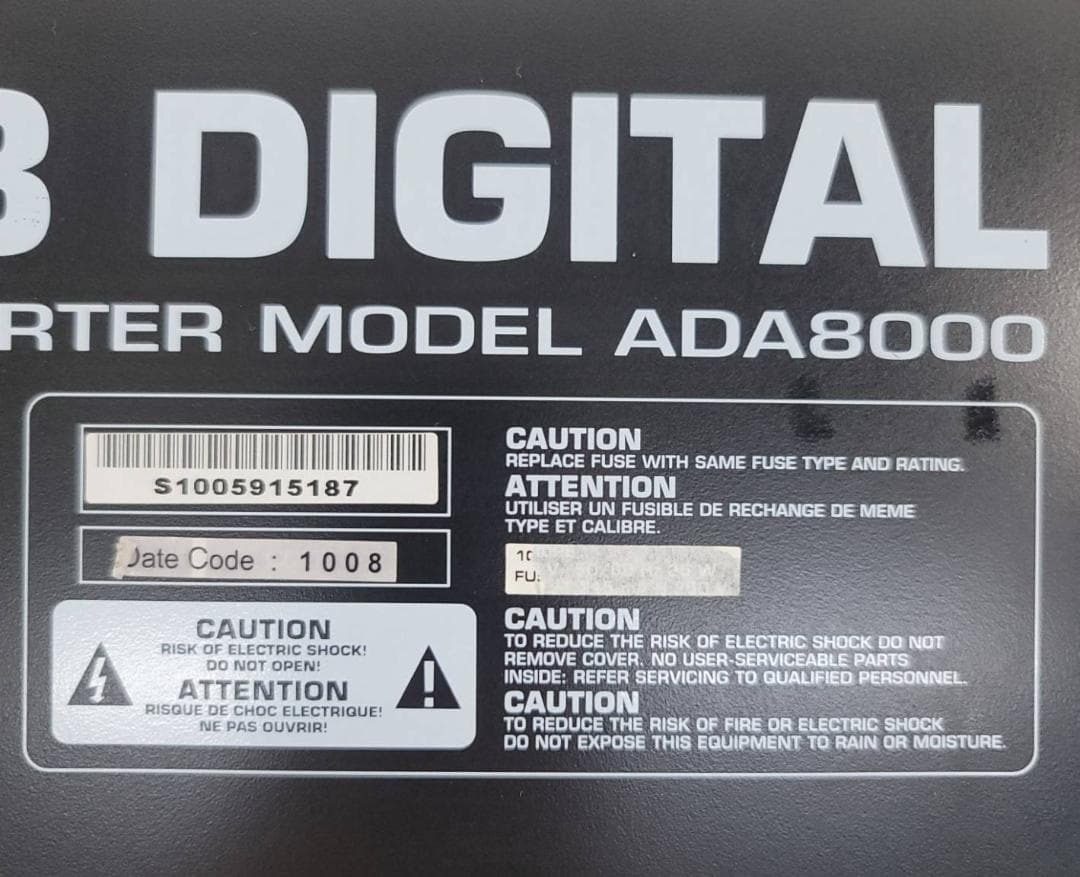 DIGITAL
RTER MODEL ADA8000
S1005915187
Date Code : 1008
CAUTION
RISK OF ELECTRIC SHOCK!
DO NOT OPEN!
ATTENTION
RISQUE DE CHOC ELECTRIQUE!
NE PAS OUVRIR!
CAUTION
REPLACE FUSE WITH SAME FUSE TYPE AND RATING.
ATTENTION
UTILISER UN FUSIBLE DE RECHANGE DE MEME
TYPE ET CALIBRE.
CAUTION
TO REDUCE THE RISK OF ELECTRIC SHOCK DO NOT
REMOVE COVER. NO USER-SERVICEABLE PARTS
INSIDE: REFER SERVICING TO QUALIFIED PERSONNEL.
CAUTION
TO REDUCE THE RISK OF FIRE OR ELECTRIC SHOCK
DO NOT EXPOSE THIS EQUIPMENT TO RAIN OR MOISTURE.